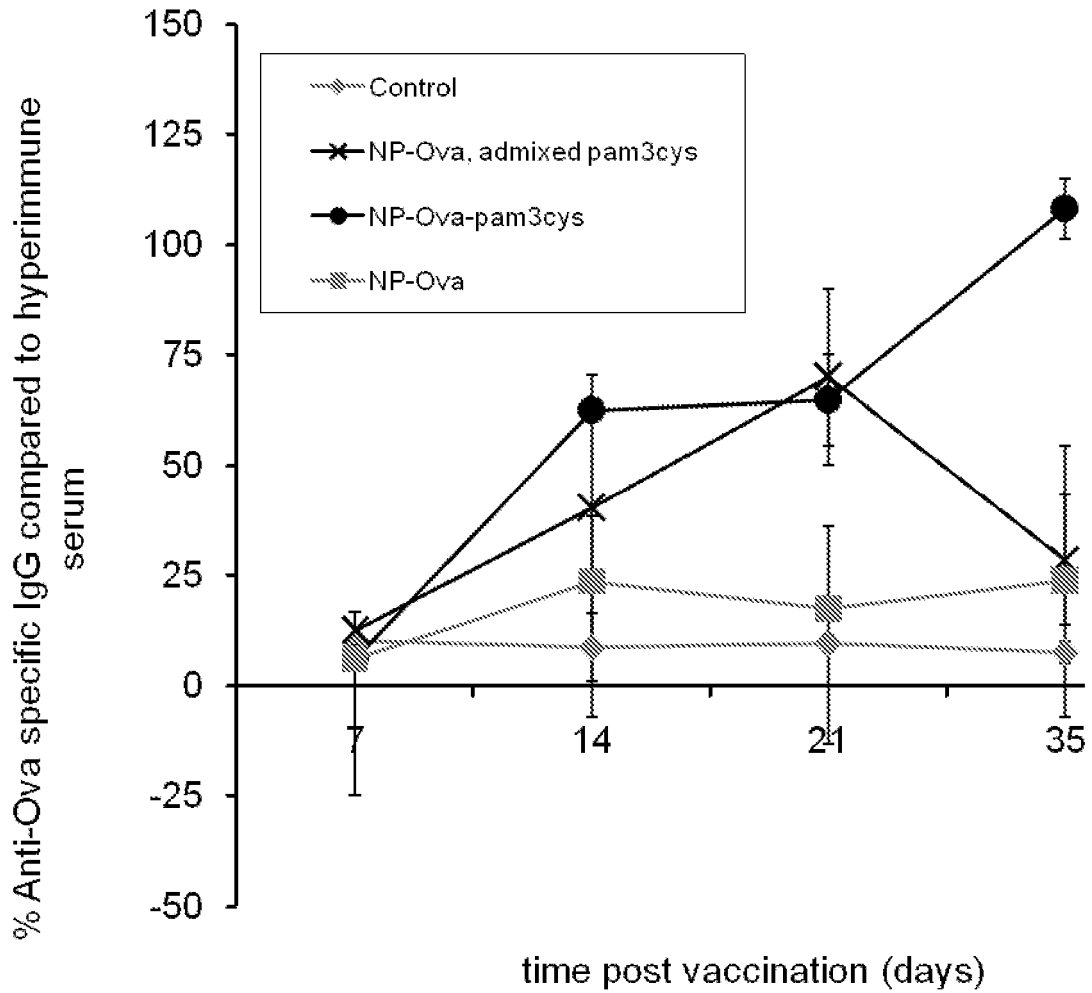 % Anti-Ova specific IgG compared to hyperimmune
serum
150
125
100
75
50
25
0
-25
-50
Control
NP-Ova, admixed pam3cys
NP-Ova-pam3cys
NP-Ova
7
14
21
35
time post vaccination (days)